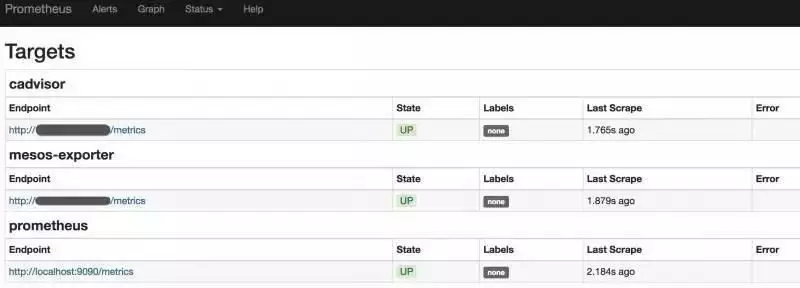 Prometheus Alerts Graph Status Help
Targets
cadvisor
Endpoint State Labels Last Scrape Error
http:// /metrics UP none 1.765s ago
mesos-exporter
Endpoint State Labels Last Scrape Error
http:// /metrics UP none 1.879s ago
prometheus
Endpoint State Labels Last Scrape Error
http://localhost:9090/metrics UP none 2.184s ago